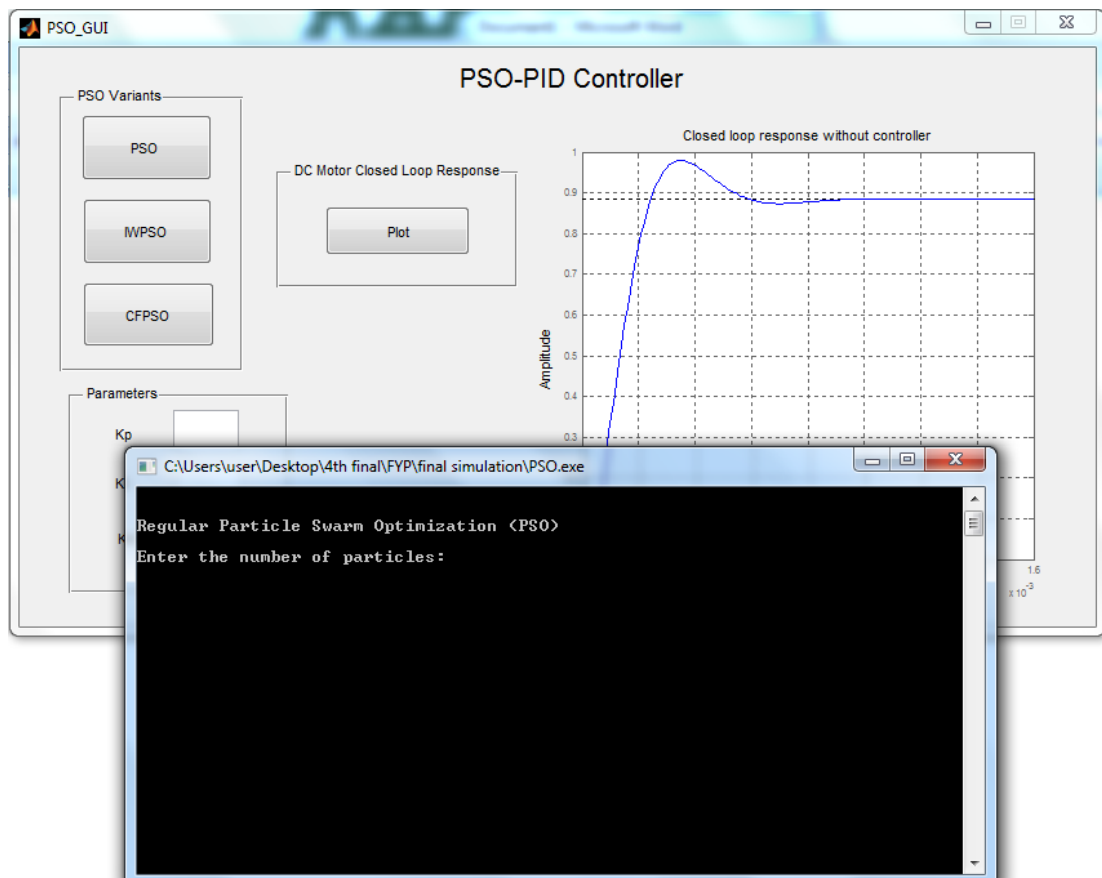 PSO_GUI
Document Microsoft Word
PSO-PID Controller
PSO Variants
PSO
IWPSO
CFPSO
DC Motor Closed Loop Response
Plot
Closed loop response without controller
1
0.9
0.8
0.7
0.6
0.5
0.4
0.3
Amplitude
1.6
x 10-3
Parameters
Kp
K
K
C:\Users\user\Desktop\4th final\FYP\final simulation\PSO.exe
Regular Particle Swarm Optimization (PSO)
Enter the number of particles: